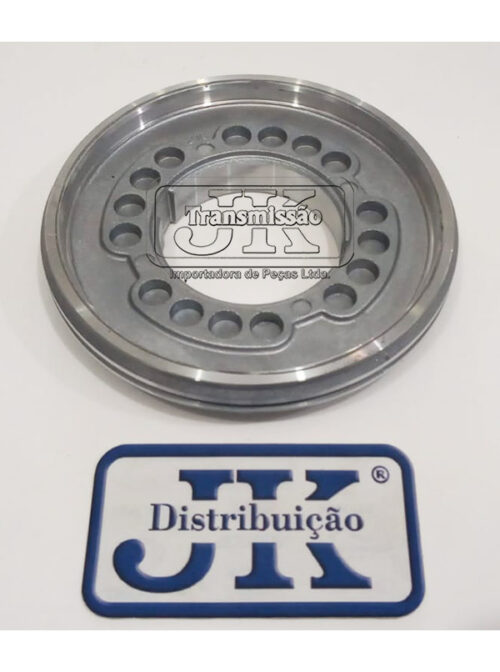 Transmissão
JK
Importadora de Peças Ltda.
JK ®
Distribuição